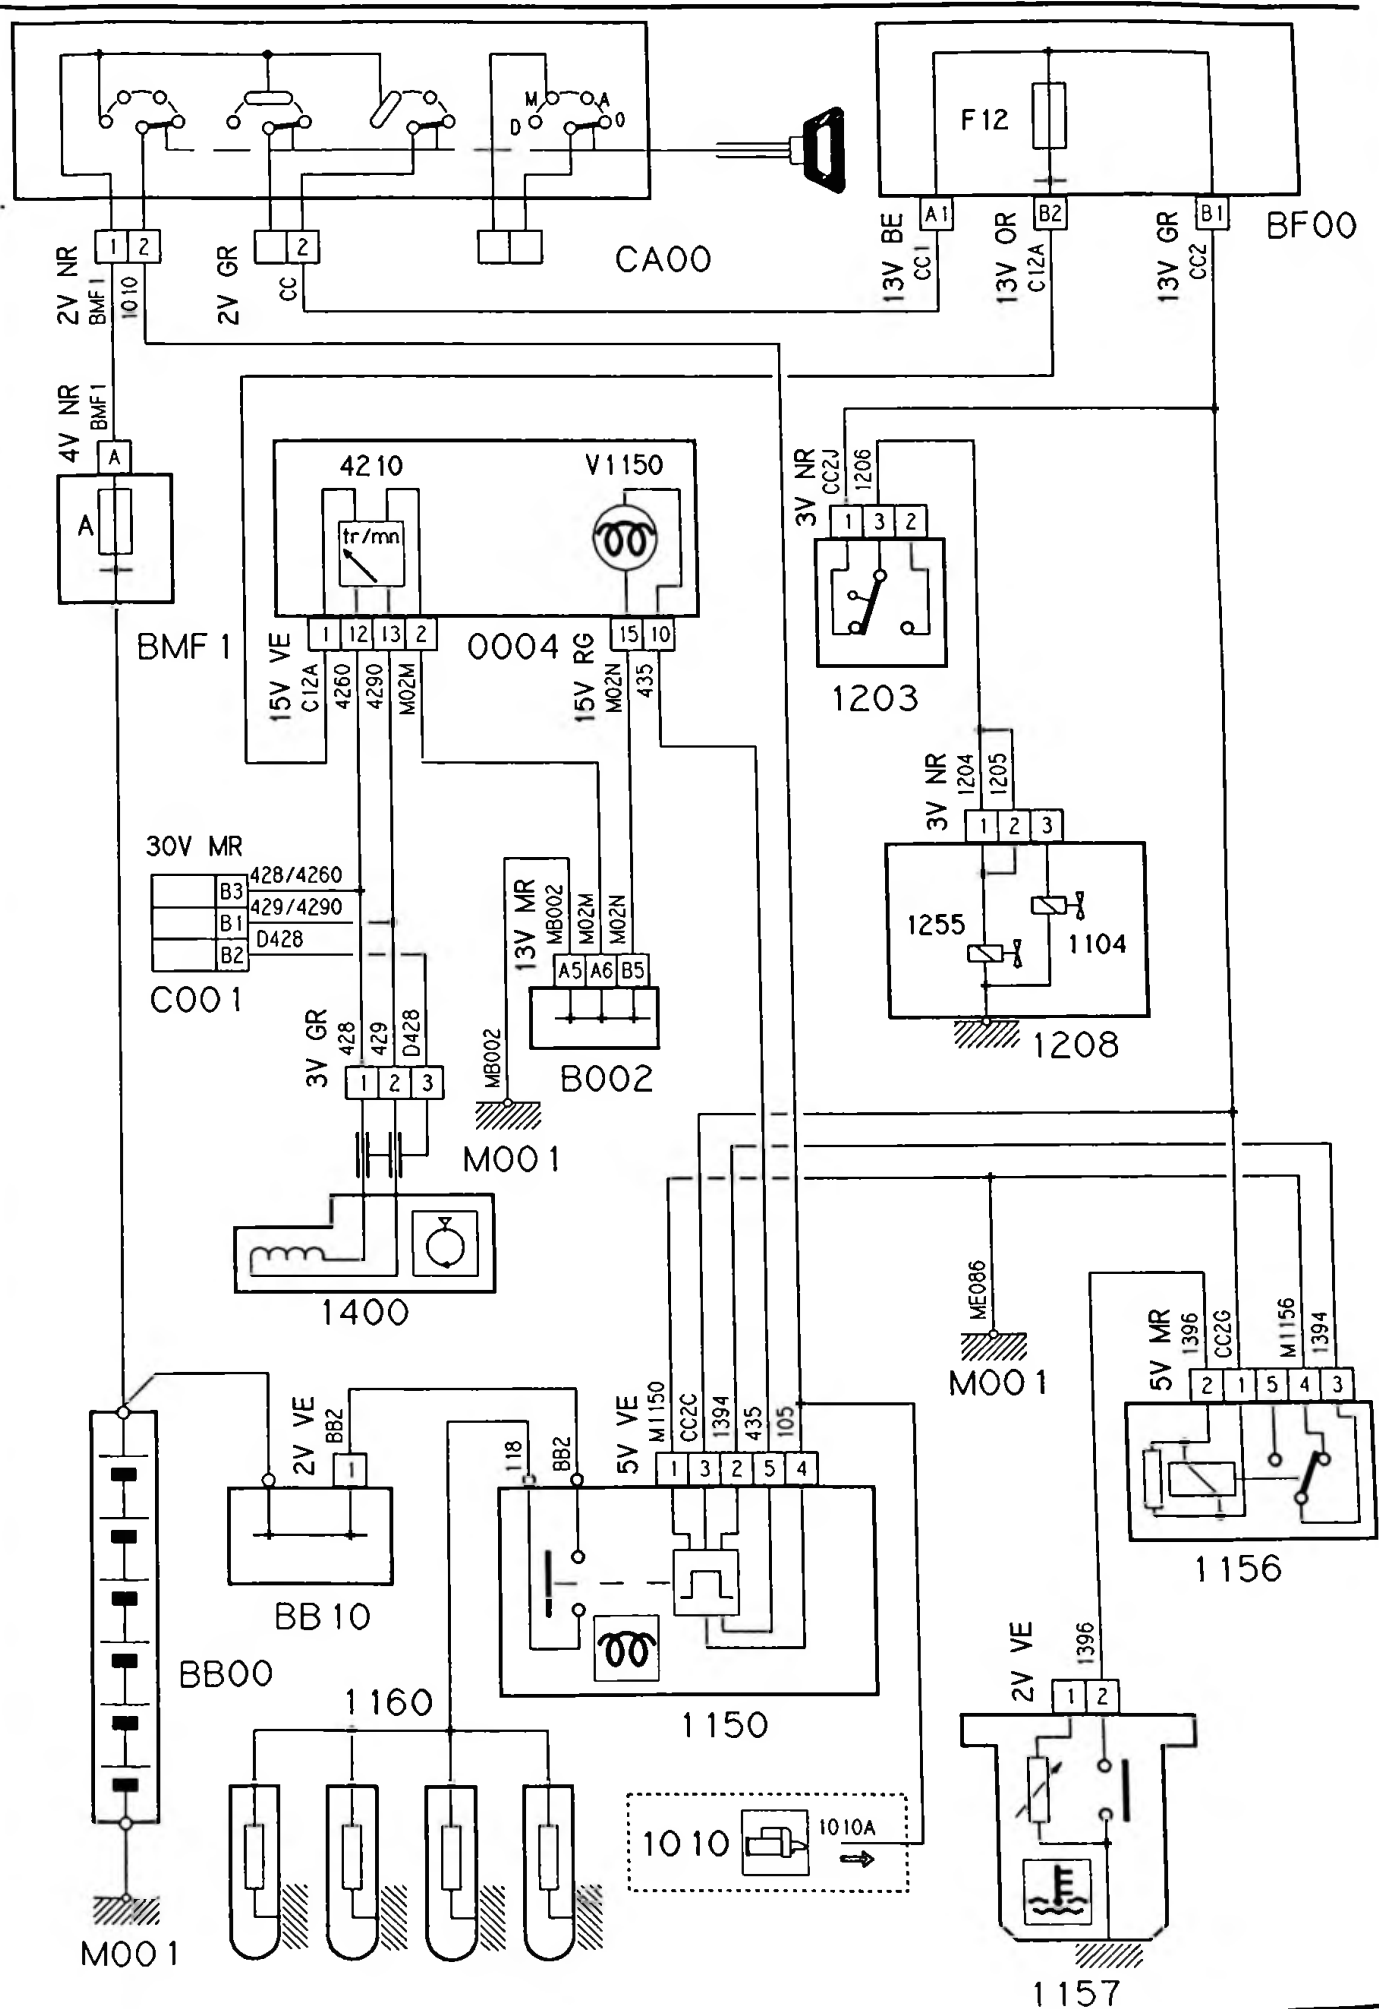 M A
D O
F12
1 2
2
CA00
A1
B2
B1
BF00
2V NR
BMF1
1010
2V GR
CC
13V BE
CC1
13V OR
C12A
13V GR
CC2
4V NR
BMF1
A
A
BMF1
4210
V1150
tr/mn
1 12 13 2
0004
15 10
15V VE
C12A
4260
4290
M02M
15V RG
M02N
435
3V NR
CC2J
1206
1 3 2
1203
3V NR
1204
1205
1 2 3
1255
1104
1208
30V MR
B3 428/4260
B1 429/4290
B2 D428
C001
3V GR
428
429
D428
1 2 3
1400
13V MR
MB002
M02M
M02N
A5 A6 B5
B002
MB002
M001
ME086
M001
5V MR
1396
CC2G
M1156
1394
2 1 5 4 3
1156
2V VE
BB2
1
BB10
BB00
M001
118
BB2
5V VE
M1150
CC2C
1394
435
105
1 3 2 5 4
1150
1160
1010
1010A
2V VE
1396
1 2
1157